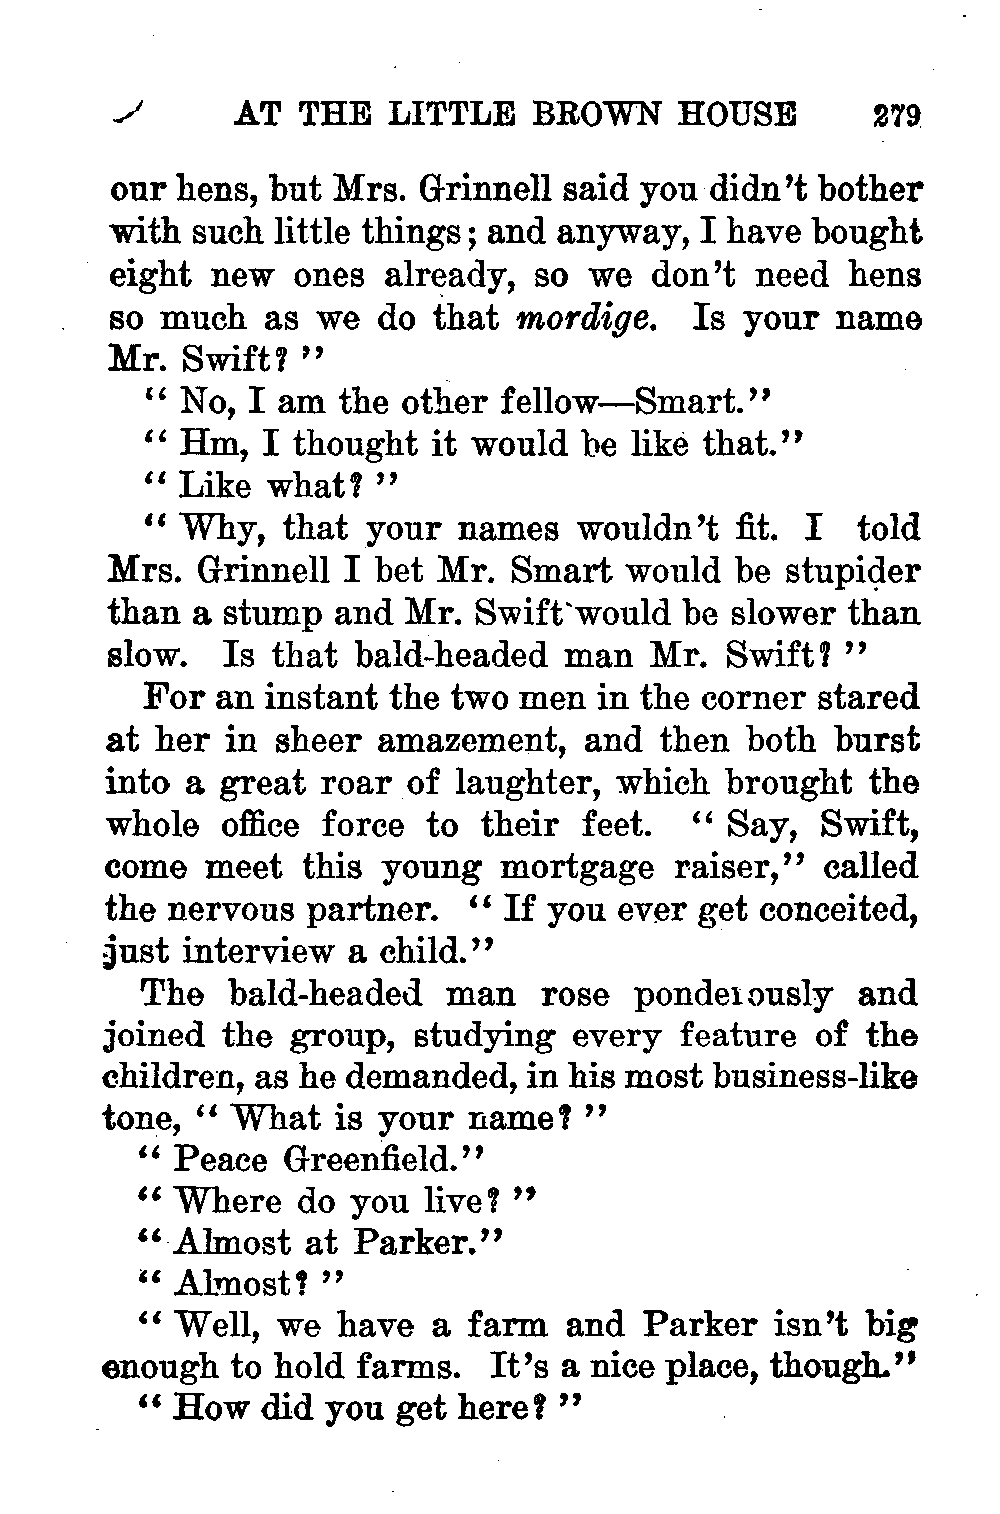 AT THE LITTLE BROWN HOUSE 279
our hens, but Mrs. Grinnell said you didn't bother
with such little things; and anyway, I have bought
eight new ones already, so we don't need hens
so much as we do that mordige. Is your name
Mr. Swift? "
" No, I am the other fellow—Smart."
" Hm, I thought it would be like that."
" Like what? "
" Why, that your names wouldn't fit. I told
Mrs. Grinnell I bet Mr. Smart would be stupider
than a stump and Mr. Swift would be slower than
slow. Is that bald-headed man Mr. Swift? "
For an instant the two men in the corner stared
at her in sheer amazement, and then both burst
into a great roar of laughter, which brought the
whole office force to their feet. " Say, Swift,
come meet this young mortgage raiser," called
the nervous partner. " If you ever get conceited,
just interview a child."
The bald-headed man rose ponderously and
joined the group, studying every feature of the
children, as he demanded, in his most business-like
tone, " What is your name? "
" Peace Greenfield."
" Where do you live? "
" Almost at Parker."
" Almost? "
" Well, we have a farm and Parker isn't big
enough to hold farms. It's a nice place, though."
" How did you get here? "